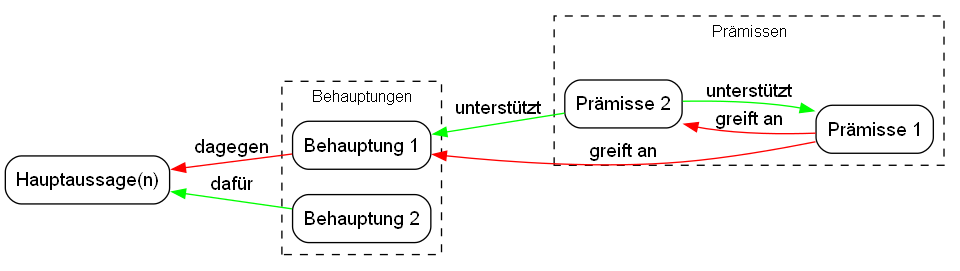 Prämissen
Behauptungen
unterstützt
unterstützt
Prämisse 2
greift an
Prämisse 1
dagegen
Behauptung 1
greift an
Hauptaussage(n)
dafür
Behauptung 2